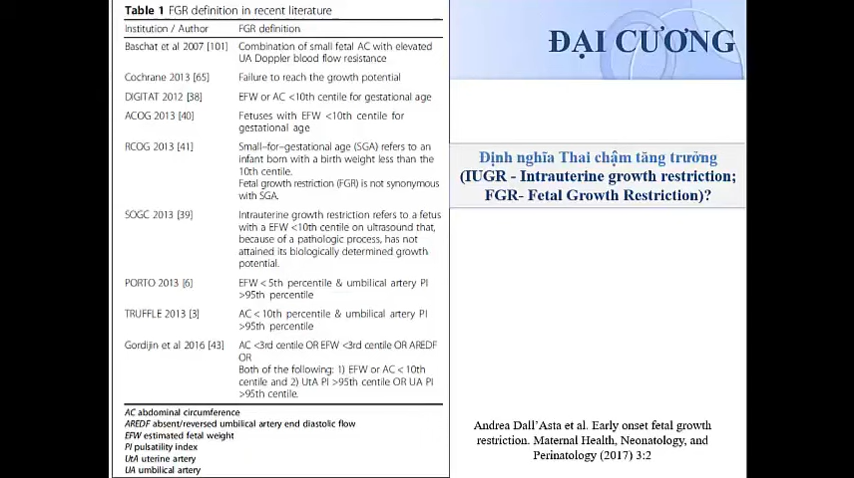 Table 1 FGR definition in recent literature
Institution / Author FGR definition
Baschat et al 2007 [101] Combination of small fetal AC with elevated
UA Doppler blood flow resistance
Cochrane 2013 [65] Failure to reach the growth potential
DIGITAT 2012 [38] EFW or AC <10th centile for gestational age
ACOG 2013 [40] Fetuses with EFW <10th centile for
gestational age
RCOG 2013 [41] Small–for–gestational age (SGA) refers to an
infant born with a birth weight less than the
10th centile.
Fetal growth restriction (FGR) is not synonymous
with SGA.
SOGC 2013 [39] Intrauterine growth restriction refers to a fetus
with a EFW <10th centile on ultrasound that,
because of a pathologic process, has not
attained its biologically determined growth
potential.
PORTO 2013 [6] EFW < 5th percentile & umbilical artery PI
>95th percentile
TRUFFLE 2013 [3] AC < 10th percentile & umbilical artery PI
>95th percentile
Gordijin et al 2016 [43] AC <3rd centile OR EFW <3rd centile OR AREDF
OR
Both of the following: 1) EFW or AC < 10th
centile and 2) UtA PI >95th centile OR UA PI
>95th centile.
AC abdominal circumference
AREDF absent/reversed umbilical artery end diastolic flow
EFW estimated fetal weight
PI pulsatility index
UtA uterine artery
UA umbilical artery
ĐẠI CƯƠNG
Định nghĩa Thai chậm tăng trưởng
(IUGR - Intrauterine growth restriction;
FGR- Fetal Growth Restriction)?
Andrea Dall’Asta et al. Early onset fetal growth
restriction. Maternal Health, Neonatology, and
Perinatology (2017) 3:2